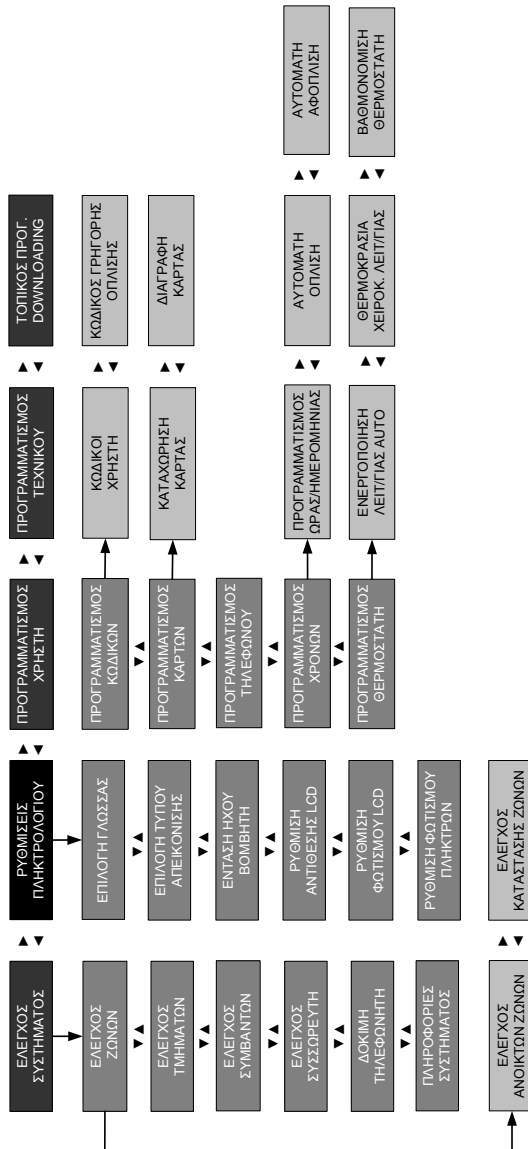 ΕΛΕΓΧΟΣ
ΣΥΣΤΗΜΑΤΟΣ
ΡΥΘΜΙΣΕΙΣ
ΠΛΗΚΤΡΟΛΟΓΙΟΥ
ΠΡΟΓΡΑΜΜΑΤΙΣΜΟΣ
ΧΡΗΣΤΗ
ΠΡΟΓΡΑΜΜΑΤΙΣΜΟΣ
ΤΕΧΝΙΚΟΥ
ΤΟΠΙΚΟΣ ΠΡΟΓ.
DOWNLOADING
ΕΛΕΓΧΟΣ
ΖΩΝΩΝ
ΕΠΙΛΟΓΗ ΓΛΩΣΣΑΣ
ΠΡΟΓΡΑΜΜΑΤΙΣΜΟΣ
ΚΩΔΙΚΩΝ
ΚΩΔΙΚΟΙ
ΧΡΗΣΤΗ
ΚΩΔΙΚΟΣ ΓΡΗΓΟΡΗΣ
ΟΠΛΙΣΗΣ
ΕΛΕΓΧΟΣ
ΤΜΗΜΑΤΩΝ
ΕΠΙΛΟΓΗ ΤΥΠΟΥ
ΑΠΕΙΚΟΝΙΣΗΣ
ΠΡΟΓΡΑΜΜΑΤΙΣΜΟΣ
ΚΑΡΤΩΝ
ΚΑΤΑΧΩΡΗΣΗ
ΚΑΡΤΑΣ
ΔΙΑΓΡΑΦΗ
ΚΑΡΤΑΣ
ΕΛΕΓΧΟΣ
ΣΥΜΒΑΝΤΩΝ
ΕΝΤΑΣΗ ΗΧΟΥ
ΒΟΜΒΗΤΗ
ΠΡΟΓΡΑΜΜΑΤΙΣΜΟΣ
ΤΗΛΕΦΩΝΟΥ
ΕΛΕΓΧΟΣ
ΣΥΣΣΩΡΕΥΤΗ
ΡΥΘΜΙΣΗ
ΑΝΤΙΘΕΣΗΣ LCD
ΠΡΟΓΡΑΜΜΑΤΙΣΜΟΣ
ΧΡΟΝΩΝ
ΠΡΟΓΡΑΜΜΑΤΙΣΜΟΣ
ΩΡΑΣ/ΗΜΕΡΟΜΗΝΙΑΣ
ΑΥΤΟΜΑΤΗ
ΟΠΛΙΣΗ
ΑΥΤΟΜΑΤΗ
ΑΦΟΠΛΙΣΗ
ΔΟΚΙΜΗ
ΤΗΛΕΦΩΝΗΤΗ
ΡΥΘΜΙΣΗ
ΦΩΤΙΣΜΟΥ LCD
ΠΡΟΓΡΑΜΜΑΤΙΣΜΟΣ
ΘΕΡΜΟΣΤΑΤΗ
ΕΝΕΡΓΟΠΟΙΗΣΗ
ΛΕΙΤ/ΓΙΑΣ AUTO
ΘΕΡΜΟΚΡΑΣΙΑ
ΧΕΙΡΟΚ. ΛΕΙΤ/ΓΙΑΣ
ΒΑΘΜΟΝΟΜΙΣΗ
ΘΕΡΜΟΣΤΑΤΗ
ΠΛΗΡΟΦΟΡΙΕΣ
ΣΥΣΤΗΜΑΤΟΣ
ΡΥΘΜΙΣΗ ΦΩΤΙΣΜΟΥ
ΠΛΗΚΤΡΩΝ
ΕΛΕΓΧΟΣ
ΑΝΟΙΚΤΩΝ ΖΩΝΩΝ
ΕΛΕΓΧΟΣ
ΚΑΤΑΣΤΑΣΗΣ ΖΩΝΩΝ